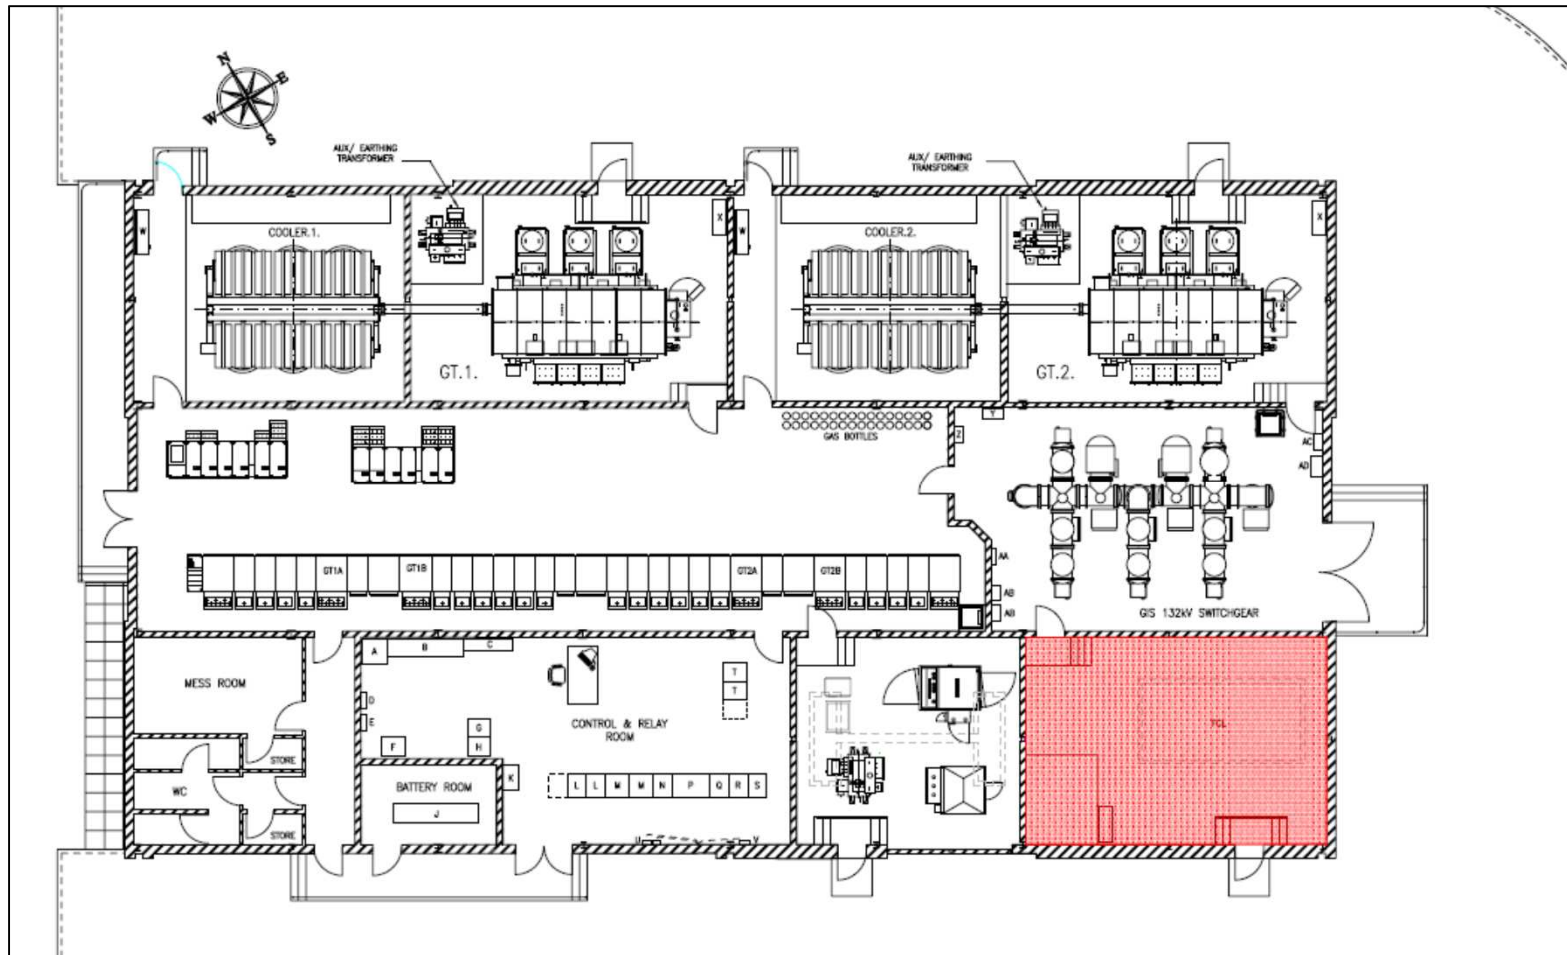 N
E
W
S
AUX/ EARTHING
TRANSFORMER
AUX/ EARTHING
TRANSFORMER
W
COOLER.1.
X
W
COOLER.2.
X
GT.1.
GT.2.
GAS BOTTLES
Y
Z
AC
AD
GT1A
GT1B
GT2A
GT2B
AA
AB
AB
GIS 132kV SWITCHGEAR
A
B
C
MESS ROOM
D
E
T
T
CONTROL & RELAY
ROOM
G
F
H
STORE
WC
BATTERY ROOM
J
K
L
L
M
M
N
P
Q
R
S
STORE
U
V